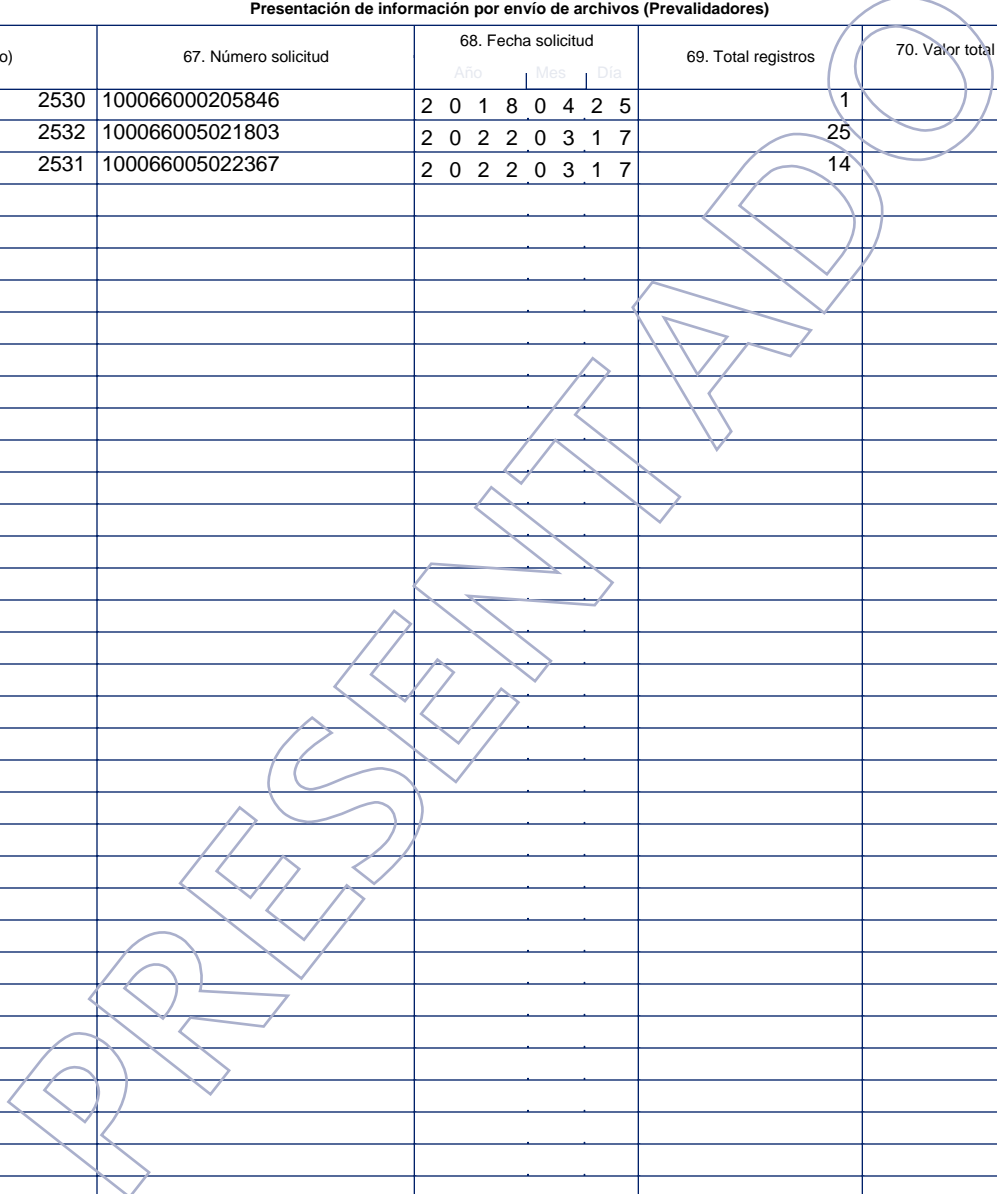 Presentación de información por envío de archivos (Prevalidadores)
o) 67. Número solicitud 68. Fecha solicitud 69. Total registros 70. Valor total
Año Mes Día
2530 100066000205846 2 0 1 8 0 4 2 5 1
2532 100066005021803 2 0 2 2 0 3 1 7 25
2531 100066005022367 2 0 2 2 0 3 1 7 14
PRESENTADO